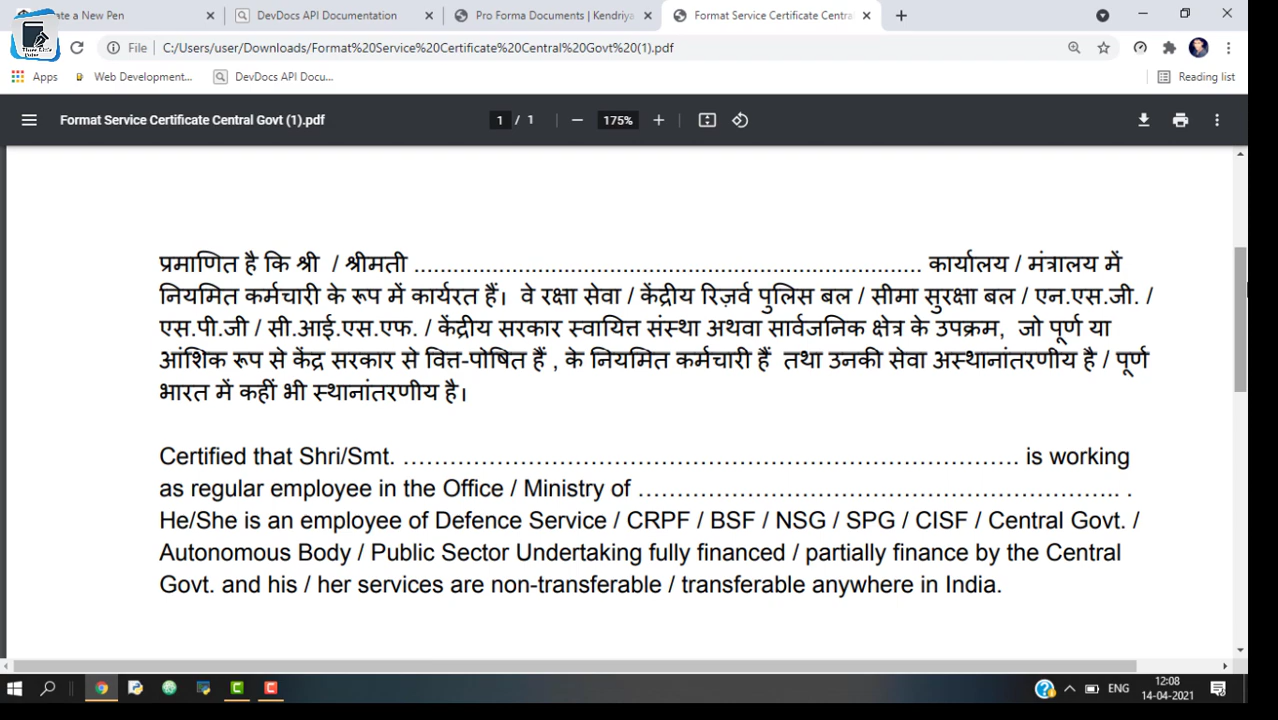 ate a New Pen
DevDocs API Documentation
Pro Forma Documents | Kendriya
Format Service Certificate Centra
File
C:/Users/user/Downloads/Format%20Service%20Certificate%20Central%20Govt%20(1).pdf
Apps
Web Development...
DevDocs API Docu...
Reading list
Format Service Certificate Central Govt (1).pdf
1 / 1
175%
प्रमाणित है कि श्री / श्रीमती .............................................................................. कार्यालय / मंत्रालय में
नियमित कर्मचारी के रूप में कार्यरत हैं। वे रक्षा सेवा / केंद्रीय रिज़र्व पुलिस बल / सीमा सुरक्षा बल / एन.एस.जी. /
एस.पी.जी / सी.आई.एस.एफ. / केंद्रीय सरकार स्वायित्त संस्था अथवा सार्वजनिक क्षेत्र के उपक्रम, जो पूर्ण या
आंशिक रूप से केंद्र सरकार से वित्त-पोषित हैं , के नियमित कर्मचारी हैं तथा उनकी सेवा अस्थानांतरणीय है / पूर्ण
भारत में कहीं भी स्थानांतरणीय है।
Certified that Shri/Smt. ………………………………………………………………… is working
as regular employee in the Office / Ministry of ………………………………………………….. .
He/She is an employee of Defence Service / CRPF / BSF / NSG / SPG / CISF / Central Govt. /
Autonomous Body / Public Sector Undertaking fully financed / partially finance by the Central
Govt. and his / her services are non-transferable / transferable anywhere in India.
ENG
12:08
14-04-2021